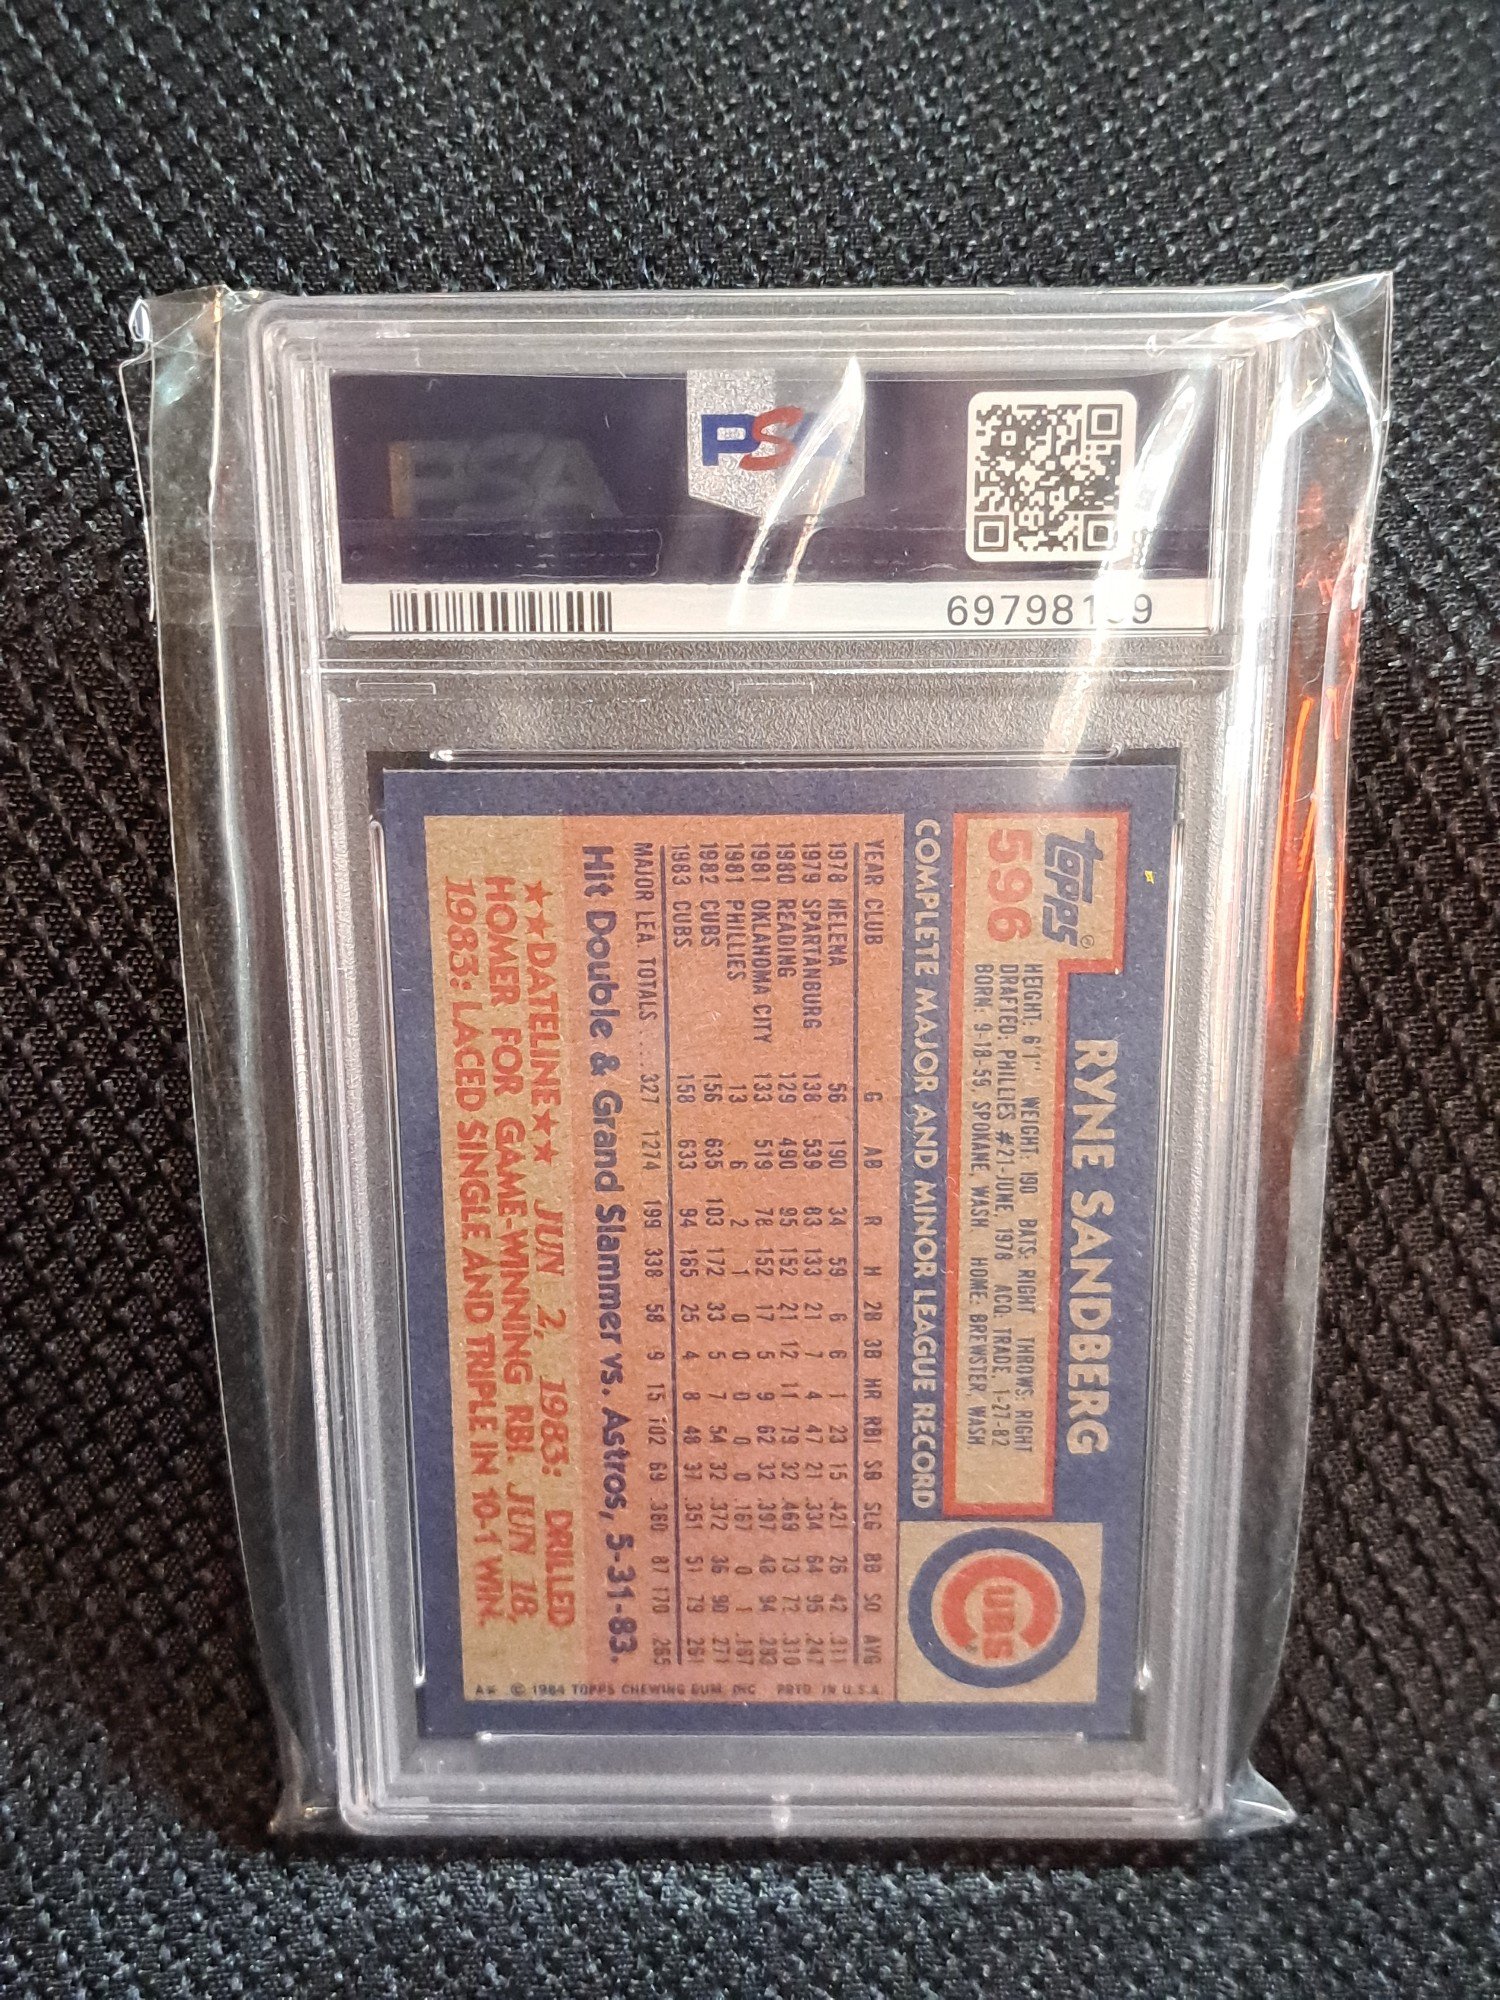 PS
69798
topps
596
RYNE SANDBERG
HEIGHT: 6'1" WEIGHT: 190 BATS: RIGHT THROWS: RIGHT
DRAFTED: PHILLIES #21-JUNE, 1978 ACQ: TRADE, 1-27-82
BORN: 9-18-59, SPOKANE, WASH. HOME: BREWSTER, WASH
CUBS
COMPLETE MAJOR AND MINOR LEAGUE RECORD
YEAR CLUB G AB R H 2B 3B HR RBI SB SLG BB SO AVG
1978 HELENA 56 190 34 59 6 6 1 23 15 .421 26 42 .311
1979 SPARTANBURG 138 539 83 133 21 7 4 47 21 .334 64 95 .247
1980 READING 129 490 95 152 21 12 11 79 32 .469 73 72 .310
1981 OKLAHOMA CITY 133 519 78 152 17 5 9 62 32 .397 48 94 .293
1981 PHILLIES 13 6 2 1 0 0 0 0 0 .167 0 1 .167
1982 CUBS 156 635 103 172 33 5 7 54 32 .372 36 90 .271
1983 CUBS 158 633 94 165 25 4 8 48 37 .351 51 79 .261
MAJOR LEA. TOTALS .... 327 1274 199 338 58 9 15 102 69 .360 87 170 .265
Hit Double & Grand Slammer vs. Astros, 5-31-83.
★★DATELINE★★ JUN 2, 1983: DRILLED
HOMER FOR GAME-WINNING RBI. JUN 18,
1983: LACED SINGLE AND TRIPLE IN 10-1 WIN.
A* © 1984 TOPPS CHEWING GUM, INC. PRTD. IN U.S.A.